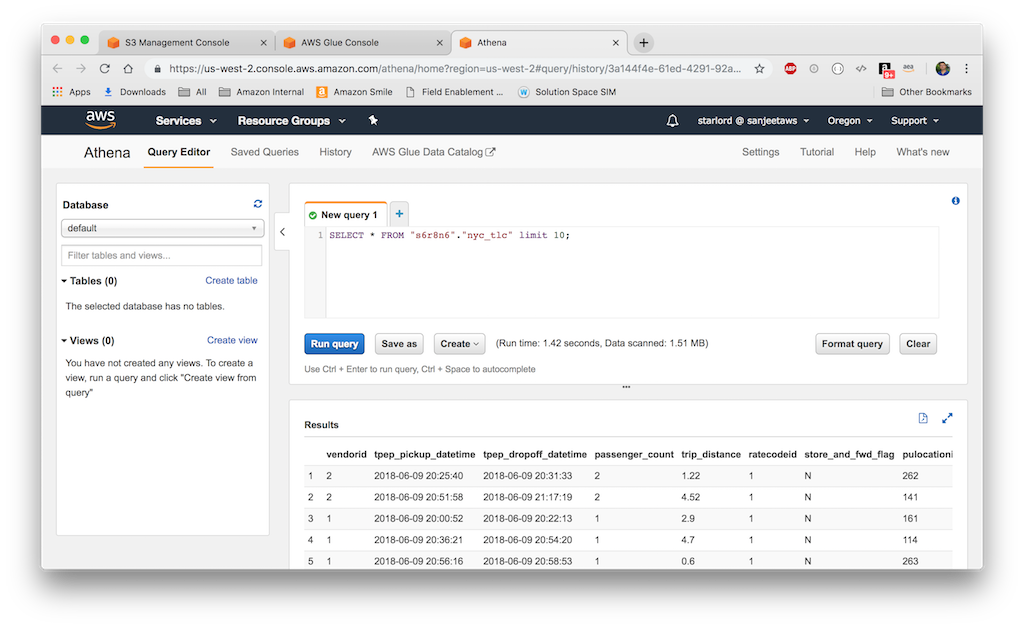 S3 Management Console
AWS Glue Console
Athena
https://us-west-2.console.aws.amazon.com/athena/home?region=us-west-2#query/history/3a144f4e-61ed-4291-92a...
ABP
a
g+
aea
Apps Downloads All Amazon Internal Amazon Smile Field Enablement ... Solution Space SIM Other Bookmarks
aws Services Resource Groups starlord @ sanjeetaws Oregon Support
Athena Query Editor Saved Queries History AWS Glue Data Catalog Settings Tutorial Help What's new
Database
default
Filter tables and views...
Tables (0) Create table
The selected database has no tables.
Views (0) Create view
You have not created any views. To create a
view, run a query and click "Create view from
query"
New query 1 +
1 SELECT * FROM "s6r8n6"."nyc_tlc" limit 10;
Run query Save as Create (Run time: 1.42 seconds, Data scanned: 1.51 MB) Format query Clear
Use Ctrl + Enter to run query, Ctrl + Space to autocomplete
Results
vendorid tpep_pickup_datetime tpep_dropoff_datetime passenger_count trip_distance ratecodeid store_and_fwd_flag pulocationi
1 2 2018-06-09 20:25:40 2018-06-09 20:31:33 2 1.22 1 N 262
2 2 2018-06-09 20:51:58 2018-06-09 21:17:19 2 4.52 1 N 141
3 1 2018-06-09 20:00:52 2018-06-09 20:22:13 1 2.9 1 N 161
4 1 2018-06-09 20:36:21 2018-06-09 20:54:20 1 4.7 1 N 114
5 1 2018-06-09 20:56:16 2018-06-09 20:58:53 1 0.6 1 N 263